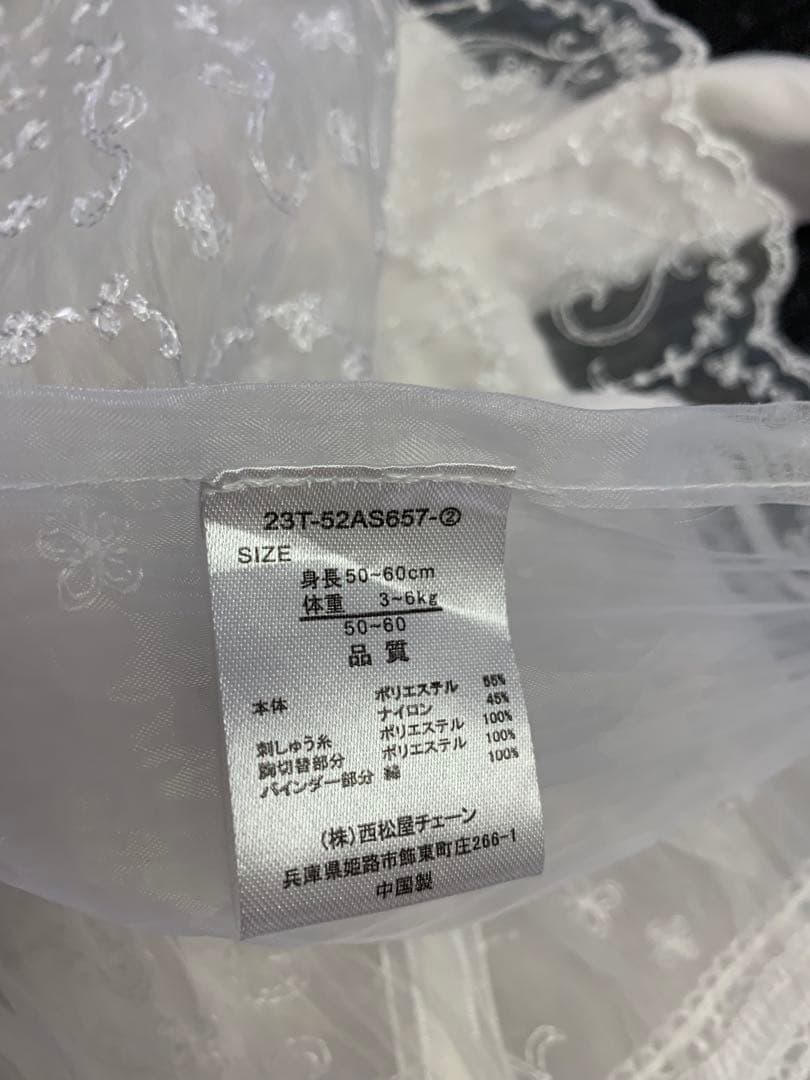 23T-52AS657-②
SIZE
身長50~60cm
体重 3~6kg
50~60
品質
本体 ポリエステル 55%
ナイロン 45%
刺しゅう糸 ポリエステル 100%
胸切替部分 ポリエステル 100%
バインダー部分 綿 100%
(株)西松屋チェーン
兵庫県姫路市飾東町庄266-1
中国製